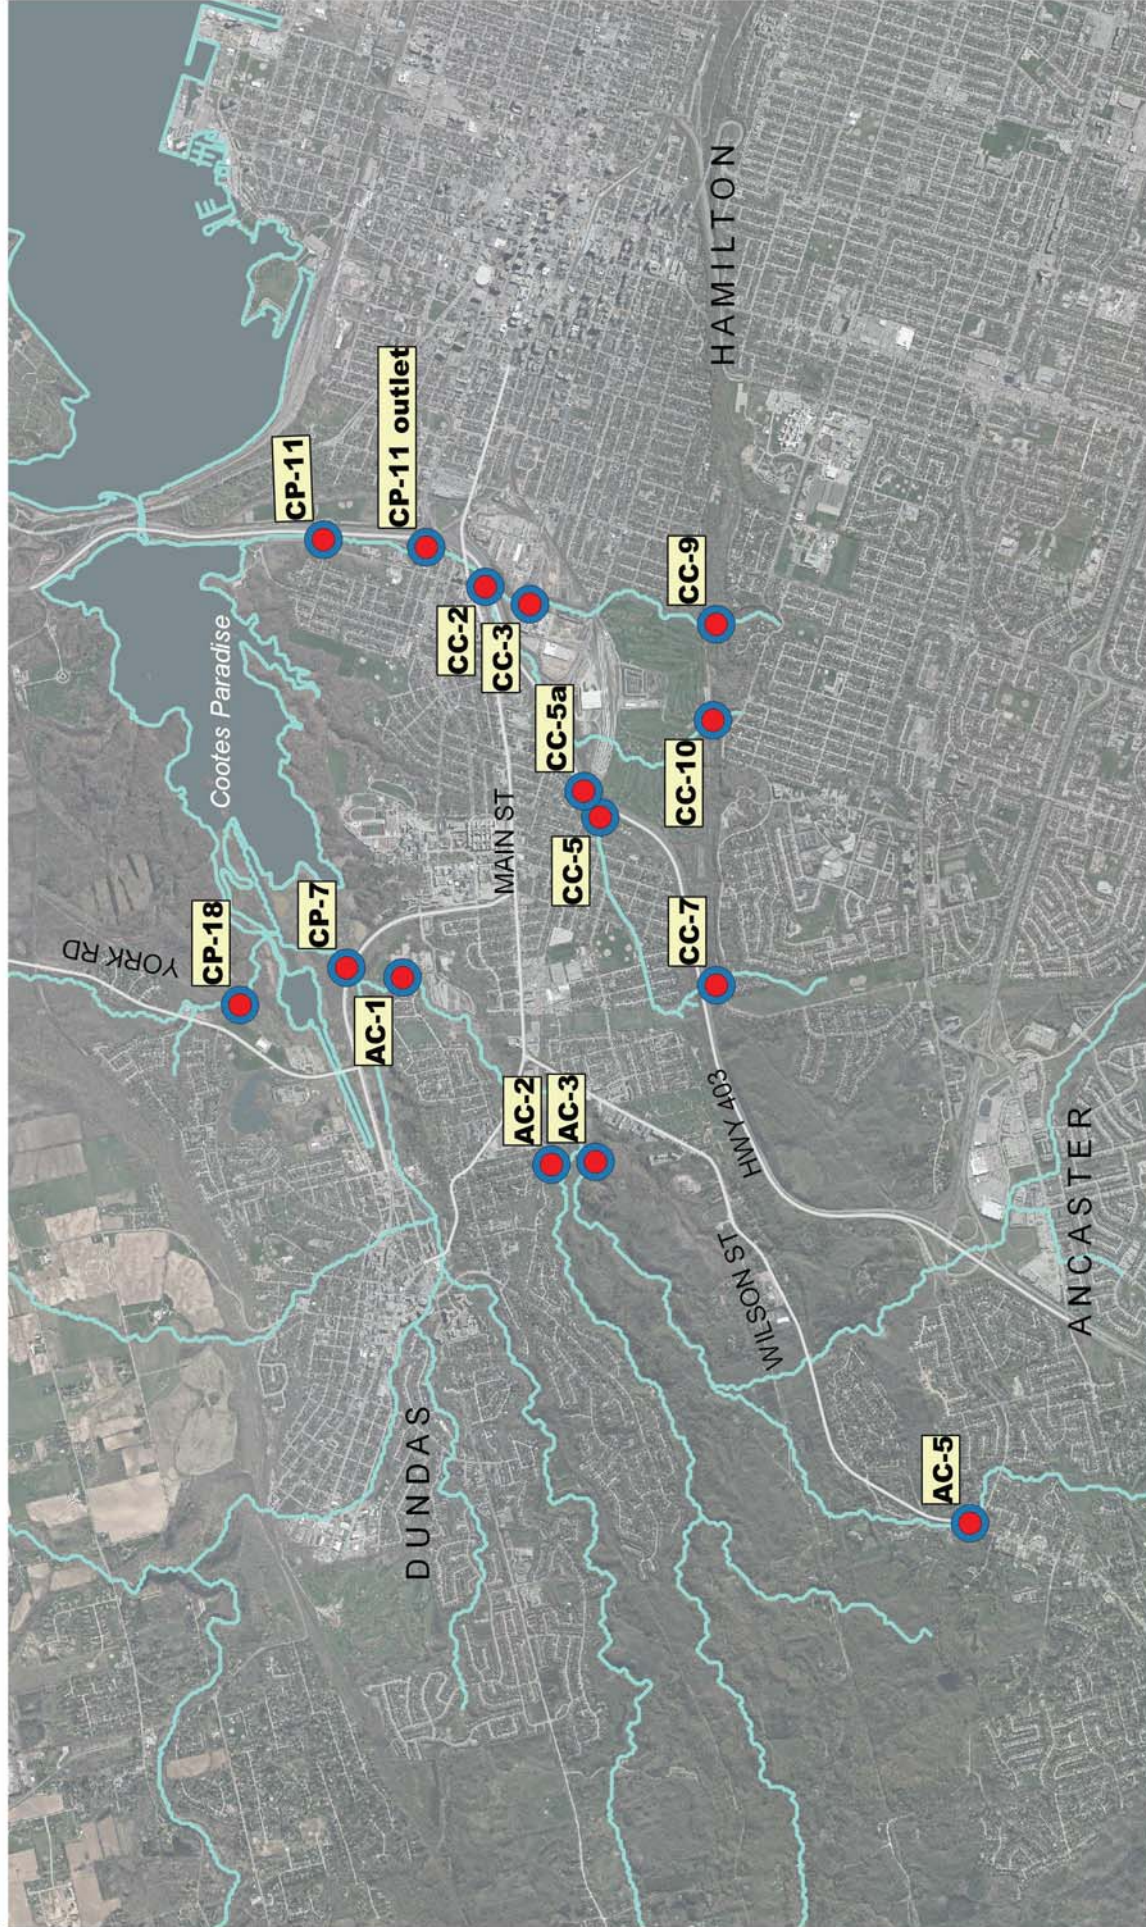 CP-11
CP-11 outlet
CC-2
CC-3
CC-9
CC-5a
CC-10
CC-5
CC-7
HAMILTON
Cootes Paradise
MAIN ST
YORK RD
CP-18
CP-7
AC-1
AC-2
AC-3
HWY 403
WILSON ST
ANCASTER
DUNDAS
AC-5